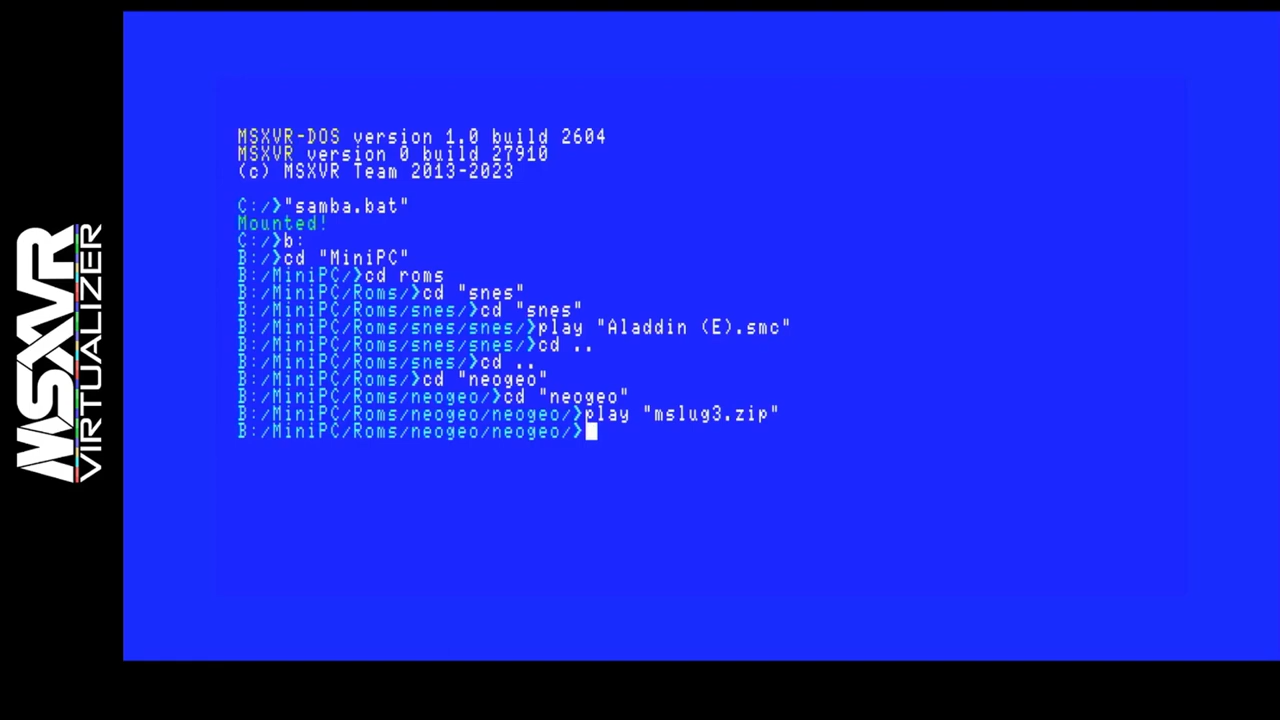 MSXVR
VIRTUALIZER
MSXVR-DOS version 1.0 build 2604
MSXVR version 0 build 27910
(c) MSXVR Team 2013-2023
C:/>"samba.bat"
Mounted!
C:/>b:
B:/>cd "MiniPC"
B:/MiniPC/>cd roms
B:/MiniPC/Roms/>cd "snes"
B:/MiniPC/Roms/snes/>cd "snes"
B:/MiniPC/Roms/snes/snes/>play "Aladdin (E).smc"
B:/MiniPC/Roms/snes/snes/>cd ..
B:/MiniPC/Roms/snes/>cd ..
B:/MiniPC/Roms/>cd "neogeo"
B:/MiniPC/Roms/neogeo/>cd "neogeo"
B:/MiniPC/Roms/neogeo/neogeo/>play "mslug3.zip"
B:/MiniPC/Roms/neogeo/neogeo/>